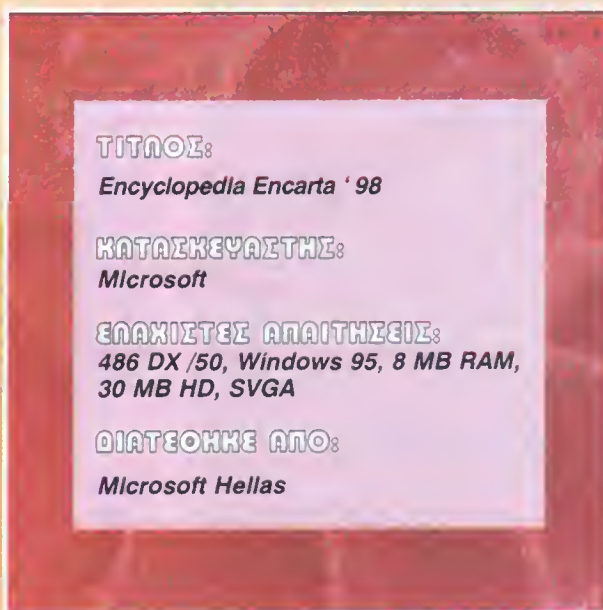 ΤΙΤΛΟΣ:
Encyclopedia Encarta ' 98
ΚΑΤΑΣΚΕΥΑΣΤΗΣ:
Microsoft
ΕΛΑΧΙΣΤΕΣ ΑΠΑΙΤΗΣΕΙΣ:
486 DX /50, Windows 95, 8 MB RAM,
30 MB HD, SVGA
ΔΙΑΤΕΘΗΚΕ ΑΠΟ:
Microsoft Hellas